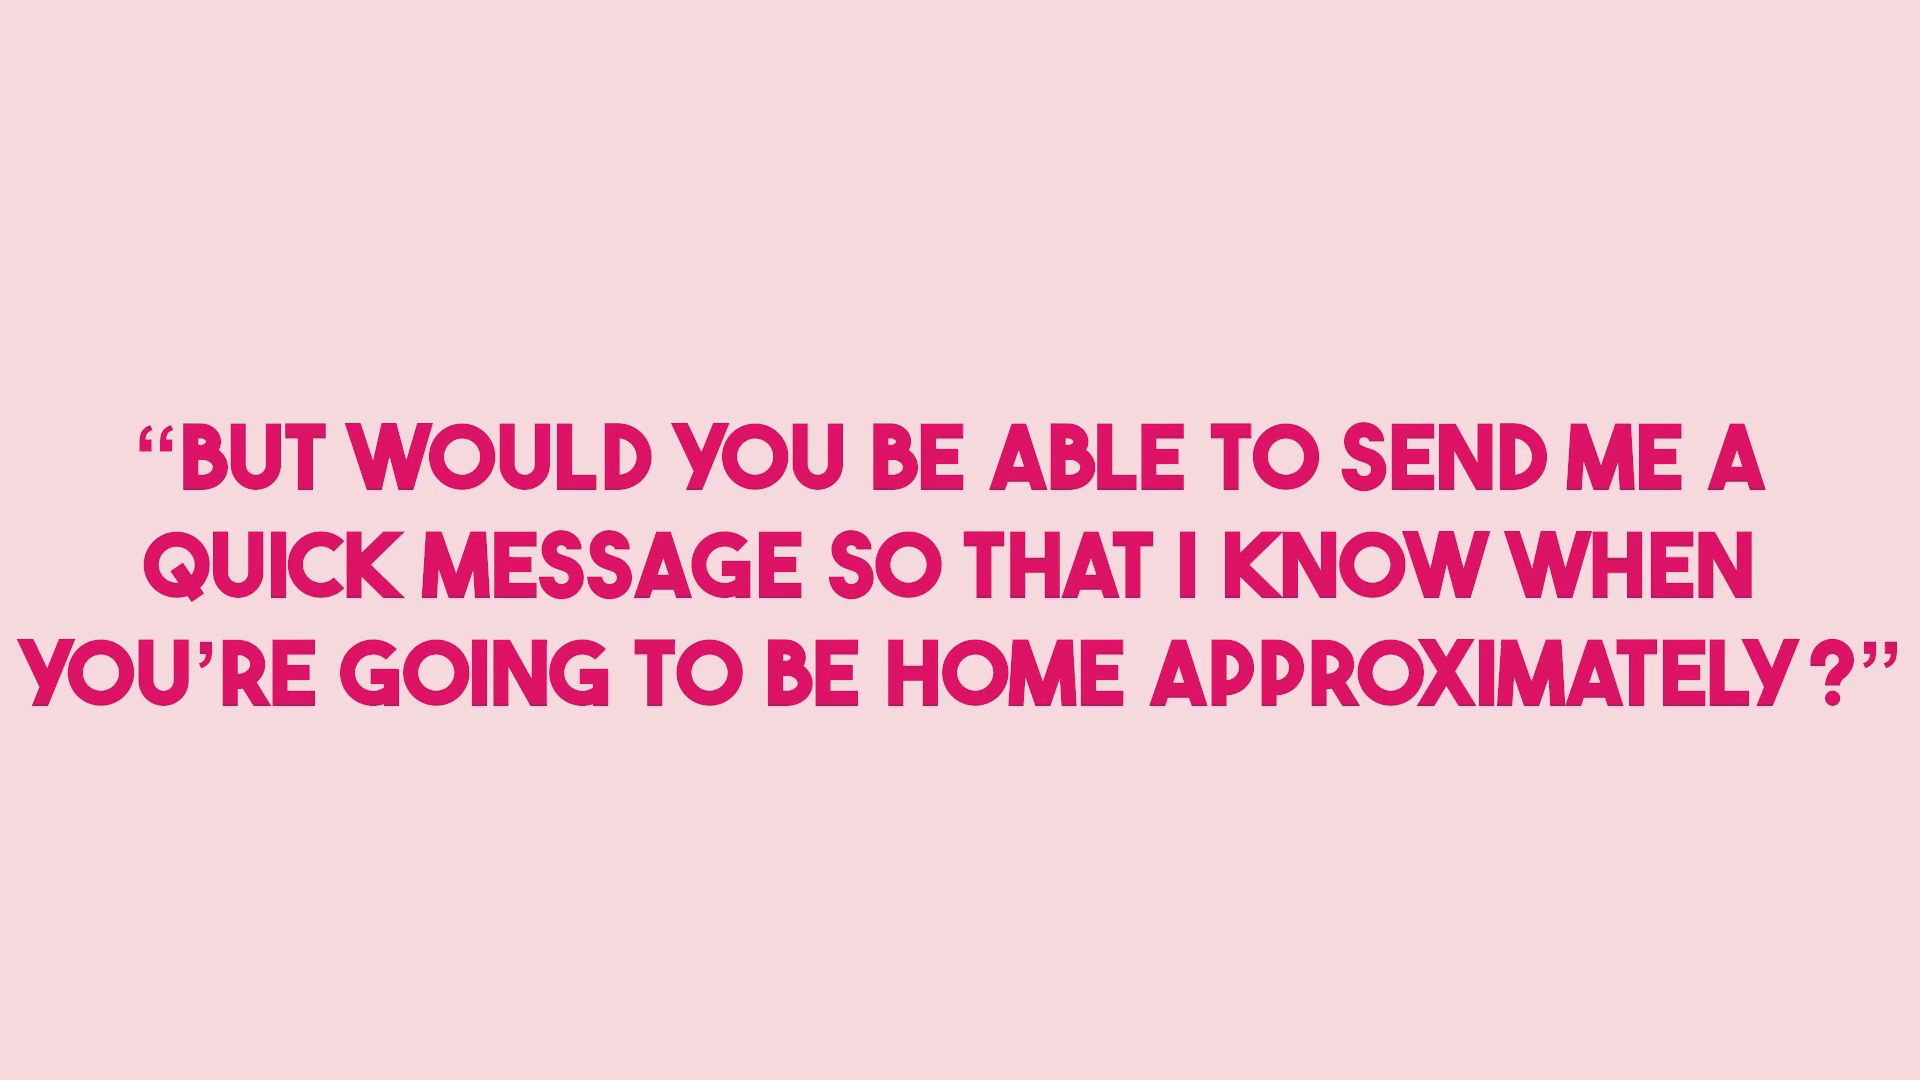 “BUT WOULD YOU BE ABLE TO SEND ME A
QUICK MESSAGE SO THAT I KNOW WHEN
YOU’RE GOING TO BE HOME APPROXIMATELY?”